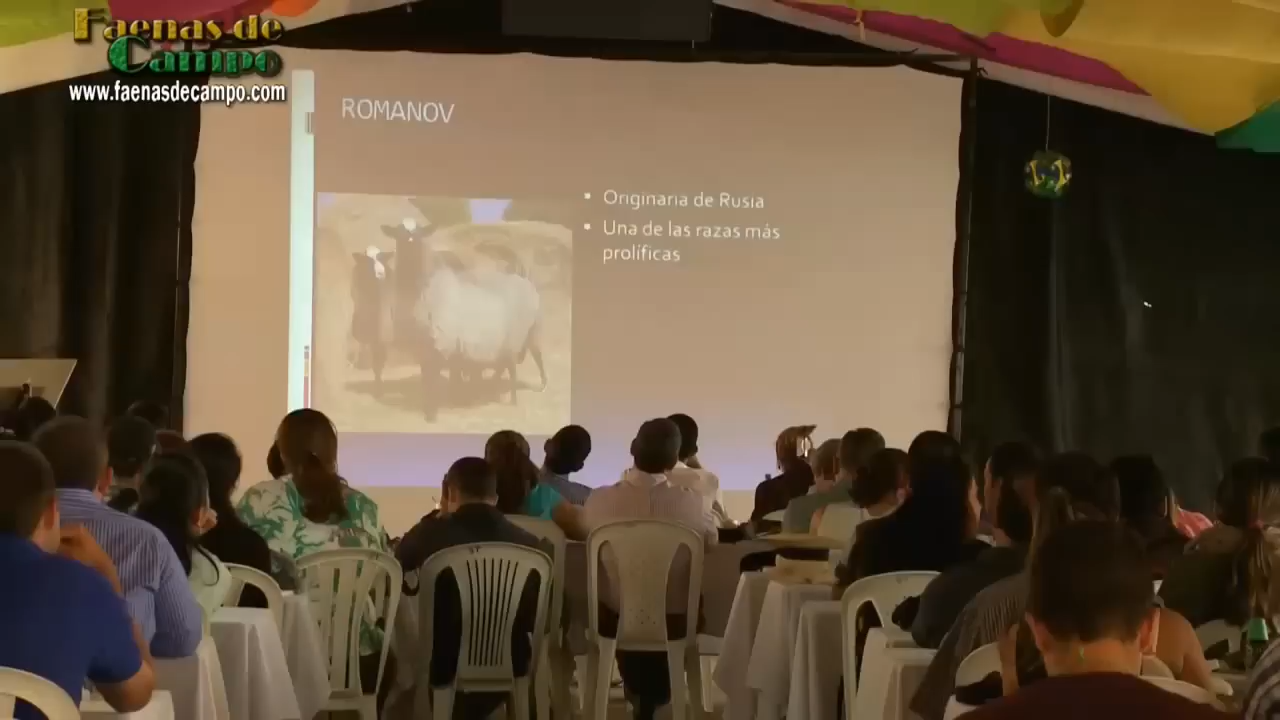 Faenas de
Campo
www.faenasdecampo.com
ROMANOV
▪ Originaria de Rusia
▪ Una de las razas más
prolíficas